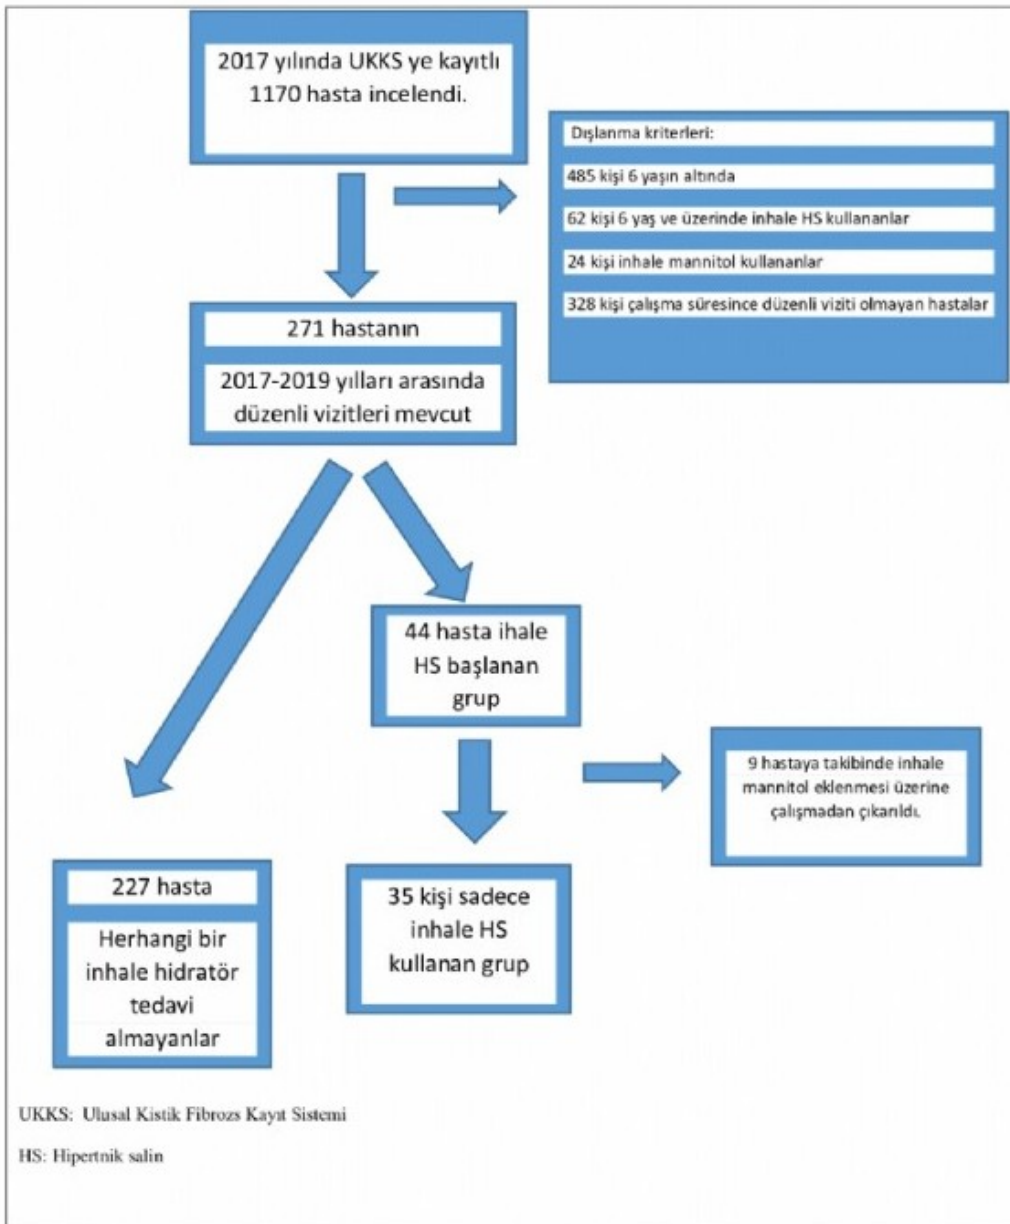 2017 yılında UKKS ye kayıtlı
1170 hasta incelendi.
Dışlanma kriterleri:
485 kişi 6 yaşın altında
62 kişi 6 yaş ve üzerinde inhale HS kullananlar
24 kişi inhale mannitol kullananlar
328 kişi çalışma süresince düzenli viziti olmayan hastalar
271 hastanın
2017-2019 yılları arasında
düzenli vizitleri mevcut
44 hasta ihale
HS başlanan
grup
9 hastaya takibinde inhale
mannitol eklenmesi üzerine
çalışmadan çıkarıldı.
227 hasta
Herhangi bir
inhale hidratör
tedavi
almayanlar
35 kişi sadece
inhale HS
kullanan grup
UKKS: Ulusal Kistik Fibrozs Kayıt Sistemi
HS: Hipertnik salin